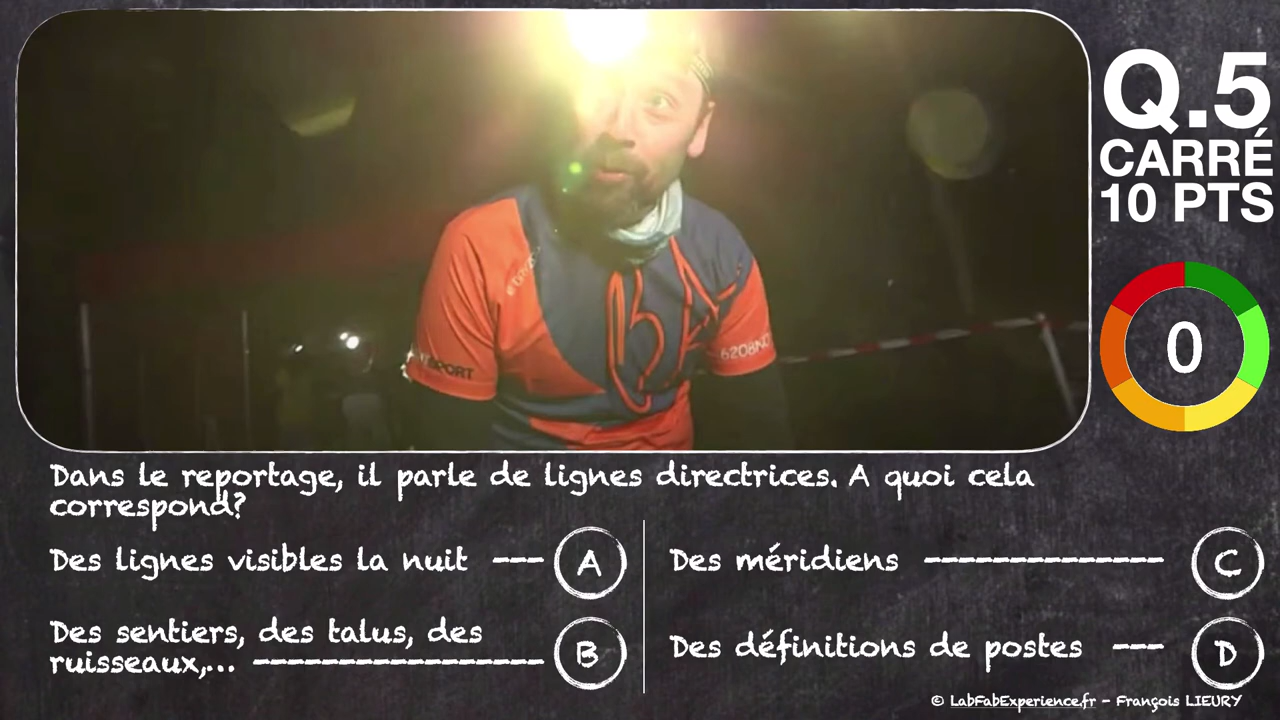 Q.5
CARRÉ
10 PTS
0
6208NO
Dans le reportage, il parle de lignes directrices. A quoi cela
correspond?
Des lignes visibles la nuit --- A
Des méridiens -------------- C
Des sentiers, des talus, des
ruisseaux,... ----------------- B
Des définitions de postes --- D
© LabFabExperience.fr - François LIEURY